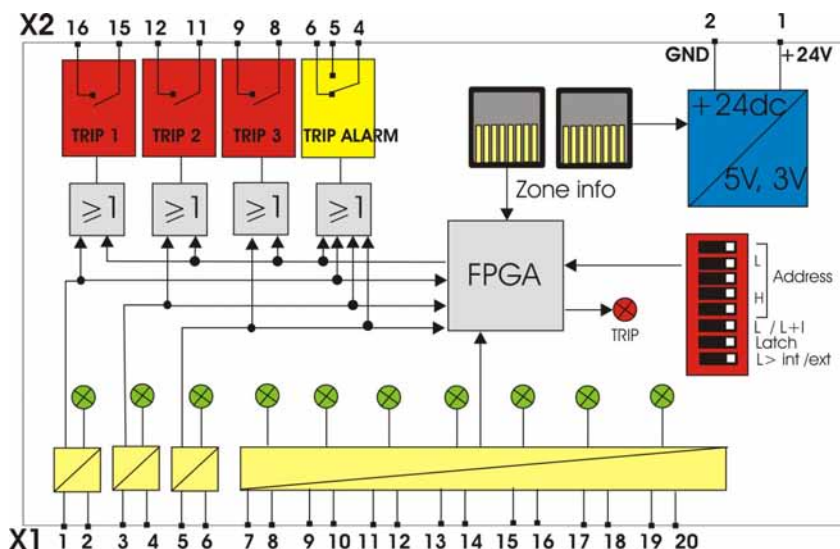 X2 16 15 12 11 9 8 6 5 4 2 1
GND +24V
TRIP 1 TRIP 2 TRIP 3 TRIP ALARM
+24dc
5V, 3V
Zone info
≥1 ≥1 ≥1 ≥1
FPGA
TRIP
L
H
Address
L / L+I
Latch
L> int/ext
X1 1 2 3 4 5 6 7 8 9 10 11 12 13 14 15 16 17 18 19 20